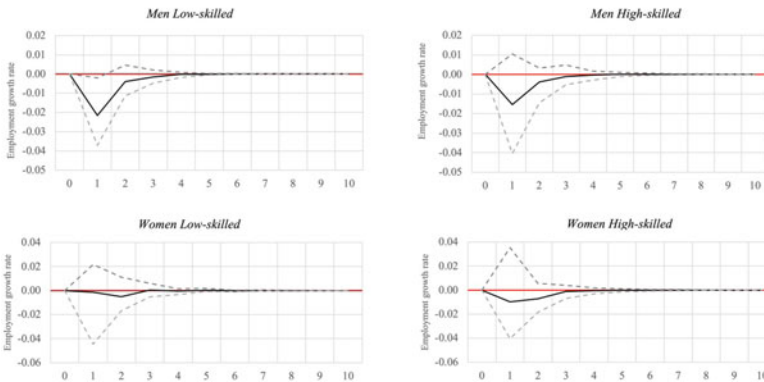 Men Low-skilled
Employment growth rate
0.02
0.01
0.00
-0.01
-0.02
-0.03
-0.04
-0.05
0 1 2 3 4 5 6 7 8 9 10
Men High-skilled
Employment growth rate
0.02
0.01
0.00
-0.01
-0.02
-0.03
-0.04
-0.05
0 1 2 3 4 5 6 7 8 9 10
Women Low-skilled
Employment growth rate
0.04
0.02
0.00
-0.02
-0.04
-0.06
0 1 2 3 4 5 6 7 8 9 10
Women High-skilled
Employment growth rate
0.04
0.02
0.00
-0.02
-0.04
-0.06
0 1 2 3 4 5 6 7 8 9 10